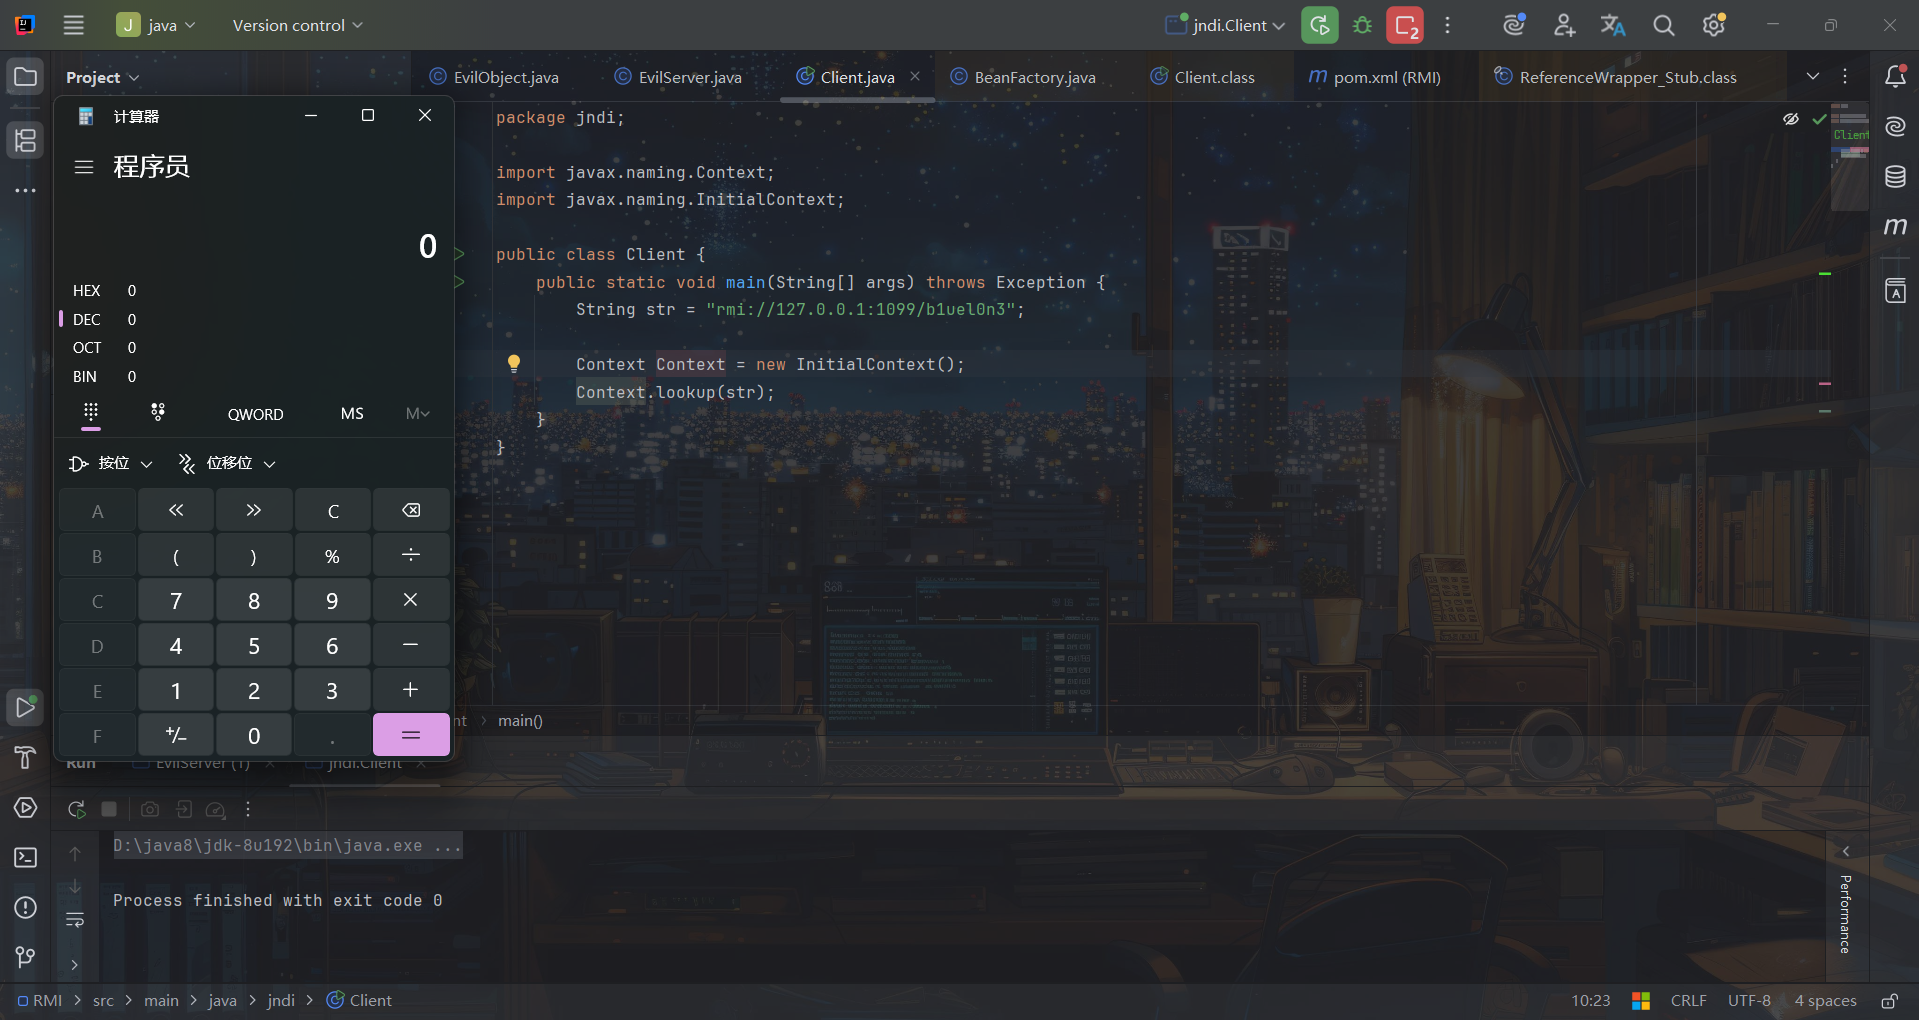 J java Version control jndi.Client 2
Project EvilObject.java EvilServer.java Client.java BeanFactory.java Client.class m pom.xml (RMI) ReferenceWrapper_Stub.class
计算器
程序员
0
HEX 0
DEC 0
OCT 0
BIN 0
QWORD MS M
按位 位移位
A << >> C
B ( ) % ÷
C 7 8 9 ×
D 4 5 6 −
E 1 2 3 +
F +/− 0 . =
package jndi;
import javax.naming.Context;
import javax.naming.InitialContext;
public class Client {
public static void main(String[] args) throws Exception {
String str = "rmi://127.0.0.1:1099/b1uel0n3";
Context Context = new InitialContext();
Context.lookup(str);
}
}
Client
m
A
nt > main()
Run EvilServer (1) jndi.Client
D:\java8\jdk-8u192\bin\java.exe ...
Process finished with exit code 0
Performance
RMI > src > main > java > jndi > Client 10:23 CRLF UTF-8 4 spaces